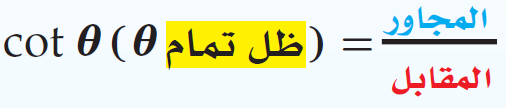 cot θ (θ ظل تمام) = المجاور / المقابل